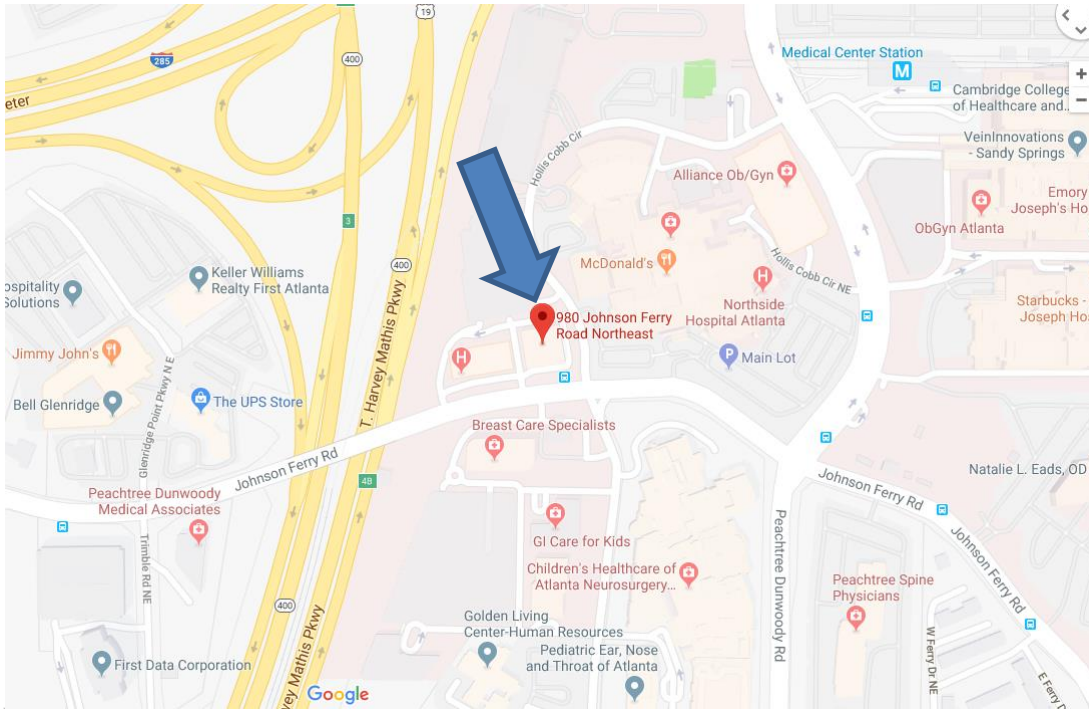 19
400
285
eter
Medical Center Station
M
Cambridge College
of Healthcare and..
+
−
VeinInnovations
- Sandy Springs
Hollis Cobb Cir
Alliance Ob/Gyn
Emory
Joseph's Ho
ObGyn Atlanta
3
400
Keller Williams
Realty First Atlanta
McDonald's
Hollis Cobb Cir NE
ospitality
Solutions
H
Northside
Hospital Atlanta
Starbucks -
Joseph Hos
980 Johnson Ferry
Road Northeast
T. Harvey Mathis Pkwy
Jimmy John's
H
P
Main Lot
Glenridge Point Pkwy N E
Bell Glenridge
The UPS Store
Breast Care Specialists
Johnson Ferry Rd
4B
Johnson Ferry Rd
Natalie L. Eads, OD
Peachtree Dunwoody
Medical Associates
Peachtree Dunwoody Rd
GI Care for Kids
Johnson Ferry Rd
Trimble Rd NE
Children's Healthcare of
Atlanta Neurosurgery...
Peachtree Spine
Physicians
400
Golden Living
Center-Human Resources
W Ferry Dr NE
vey Mathis Pkwy
Pediatric Ear, Nose
and Throat of Atlanta
First Data Corporation
E Ferry D
Google